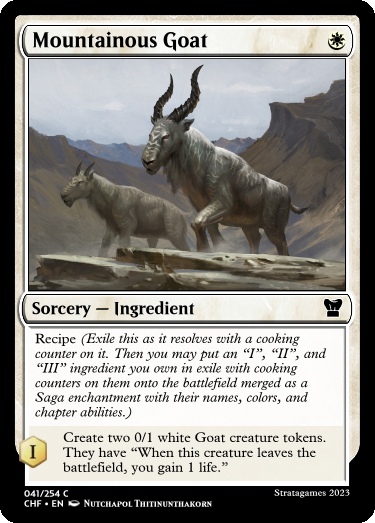 Mountainous Goat
Sorcery — Ingredient
Recipe (Exile this as it resolves with a cooking
counter on it. Then you may put an “I”, “II”, and
“III” ingredient you own in exile with cooking
counters on them onto the battlefield merged as a
Saga enchantment with their names, colors, and
chapter abilities.)
I
Create two 0/1 white Goat creature tokens.
They have “When this creature leaves the
battlefield, you gain 1 life.”
041/254 C
Stratagames 2023
CHF • EN Nutchapol Thitinunthakorn